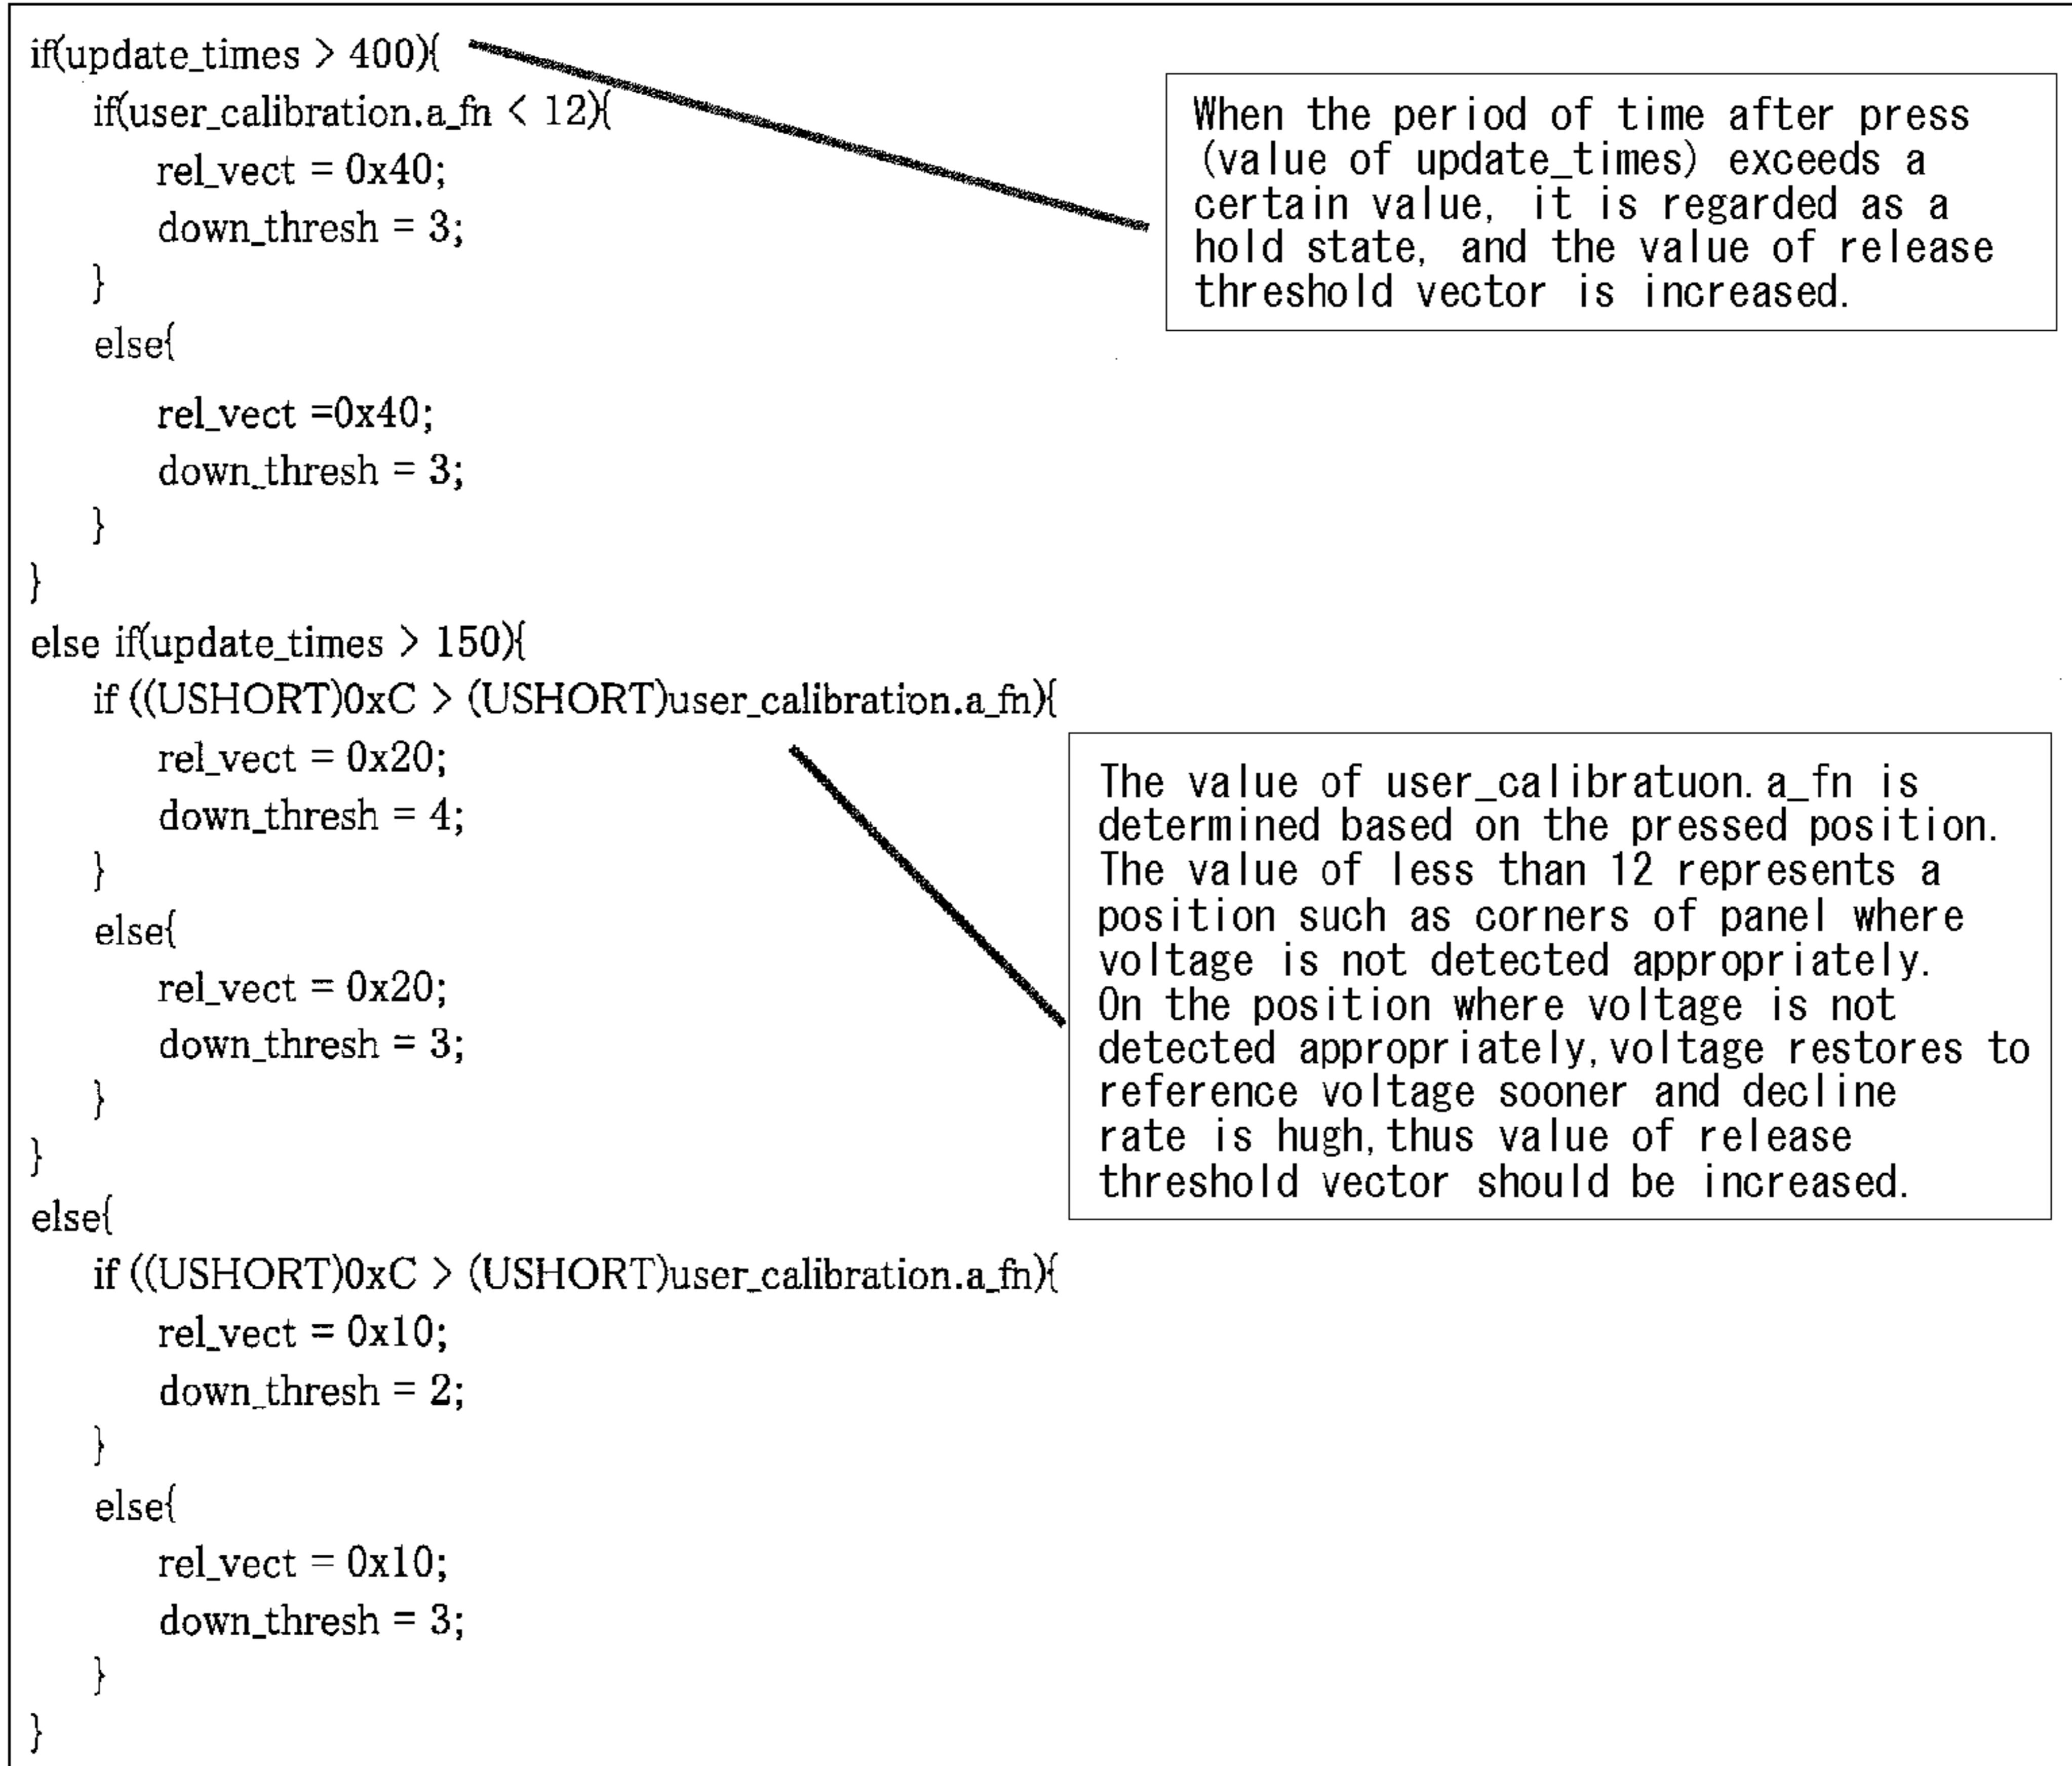 if(update_times > 400){
if(user_calibration.a_fn < 12){
rel_vect = 0x40;
down_thresh = 3;
}
else{
rel_vect =0x40;
down_thresh = 3;
}
}
else if(update_times > 150){
if ((USHORT)0xC > (USHORT)user_calibration.a_fn){
rel_vect = 0x20;
down_thresh = 4;
}
else{
rel_vect = 0x20;
down_thresh = 3;
}
}
else{
if ((USHORT)0xC > (USHORT)user_calibration.a_fn){
rel_vect = 0x10;
down_thresh = 2;
}
else{
rel_vect = 0x10;
down_thresh = 3;
}
}
When the period of time after press
(value of update_times) exceeds a
certain value, it is regarded as a
hold state, and the value of release
threshold vector is increased.
The value of user_calibratuon.a_fn is
determined based on the pressed position.
The value of less than 12 represents a
position such as corners of panel where
voltage is not detected appropriately.
On the position where voltage is not
detected appropriately,voltage restores to
reference voltage sooner and decline
rate is hugh,thus value of release
threshold vector should be increased.